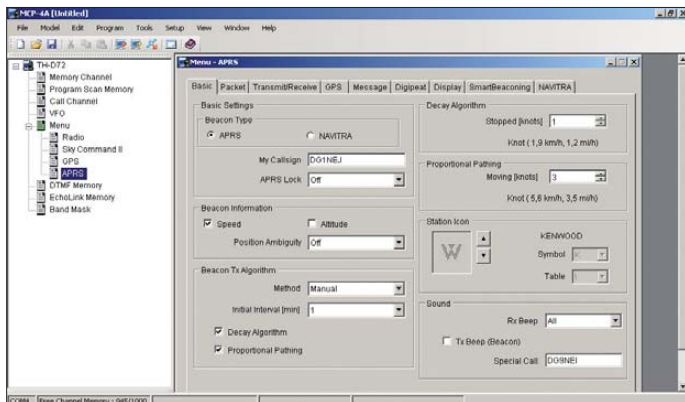 MCP-4A [Untitled]
File Model Edit Program Tools Setup View Window Help
TH-D72
Memory Channel
Program Scan Memory
Call Channel
VFO
Menu
Radio
Sky Command II
GPS
APRS
DTMF Memory
EchoLink Memory
Band Mask
Menu - APRS
Basic Packet Transmit/Receive GPS Message Digipeat Display SmartBeaconing NAVITRA
Basic Settings
Beacon Type
APRS NAVITRA
My Callsign DG1NEJ
APRS Lock Off
Beacon Information
Speed Altitude
Position Ambiguity Off
Beacon Tx Algorithm
Method Manual
Initial Interval [min] 1
Decay Algorithm
Proportional Pathing
Decay Algorithm
Stopped [knots] 1
Knot (1,9 km/h, 1,2 mi/h)
Proportional Pathing
Moving [knots] 3
Knot (5,6 km/h, 3,5 mi/h)
Station Icon
W
KENWOOD
Symbol K
Table
Sound
Rx Beep All
Tx Beep (Beacon)
Special Call DG9NEI
COM4 Free Channel Memory : 945/1000